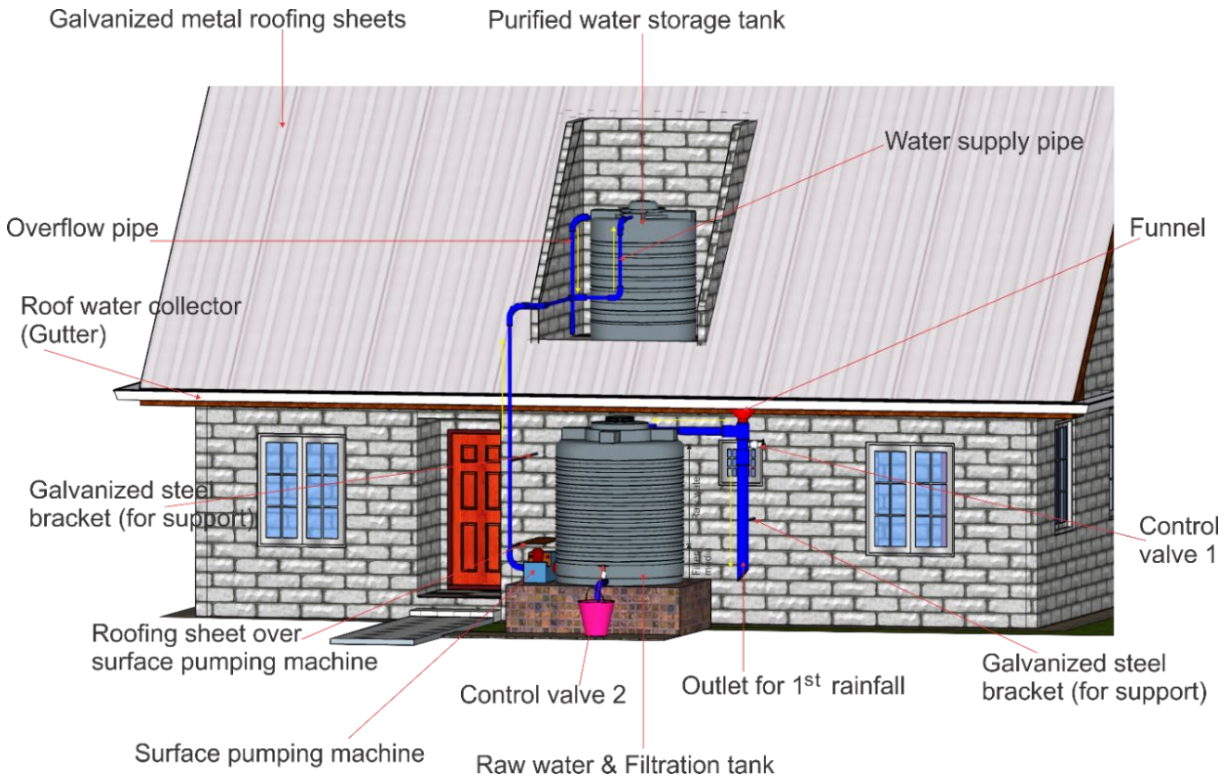 Galvanized metal roofing sheets
Purified water storage tank
Water supply pipe
Overflow pipe
Funnel
Roof water collector
(Gutter)
Raw water
Galvanized steel
bracket (for support)
Control
valve 1
Roofing sheet over
surface pumping machine
Control valve 2
Outlet for 1st rainfall
Galvanized steel
bracket (for support)
Surface pumping machine
Raw water & Filtration tank